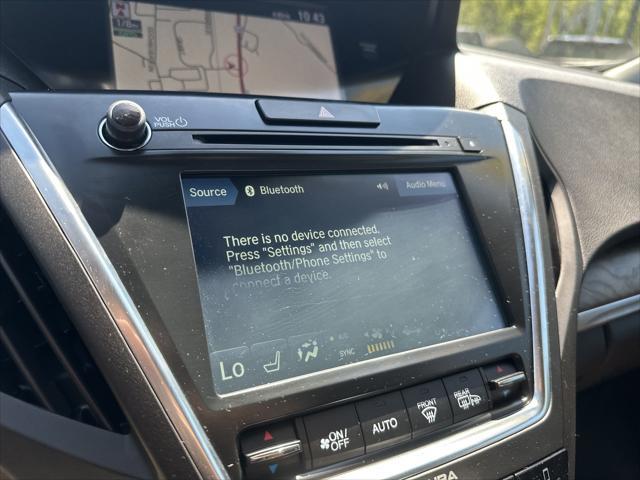 10:43
VOL
PUSH
Source
Bluetooth
Audio Menu
There is no device connected.
Press "Settings" and then select
"Bluetooth/Phone Settings" to
connect a device.
Lo
SYNC
ON/
OFF
AUTO
FRONT
REAR